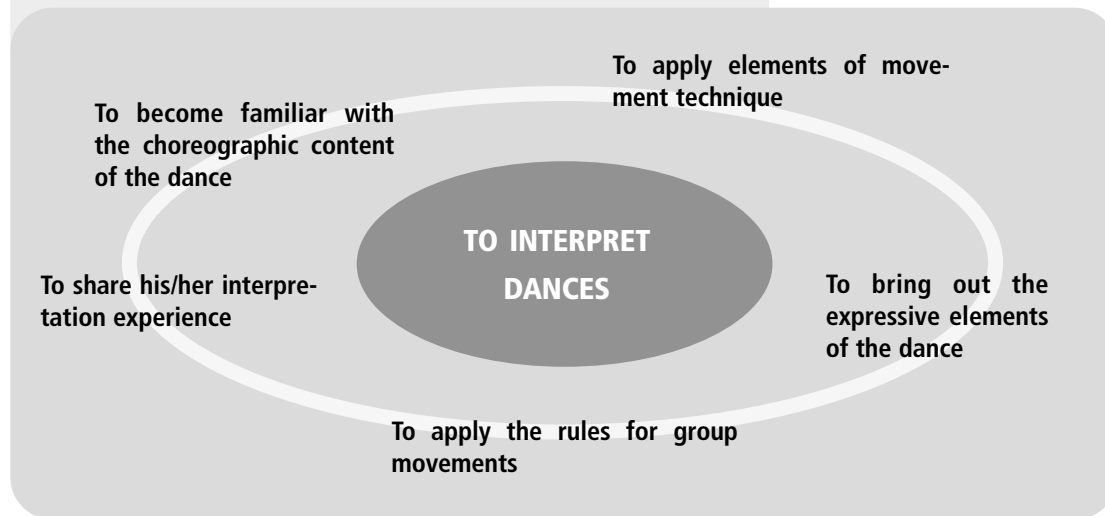 To apply elements of move-
ment technique
To become familiar with
the choreographic content
of the dance
TO INTERPRET
DANCES
To share his/her interpre-
tation experience
To bring out the
expressive elements
of the dance
To apply the rules for group
movements